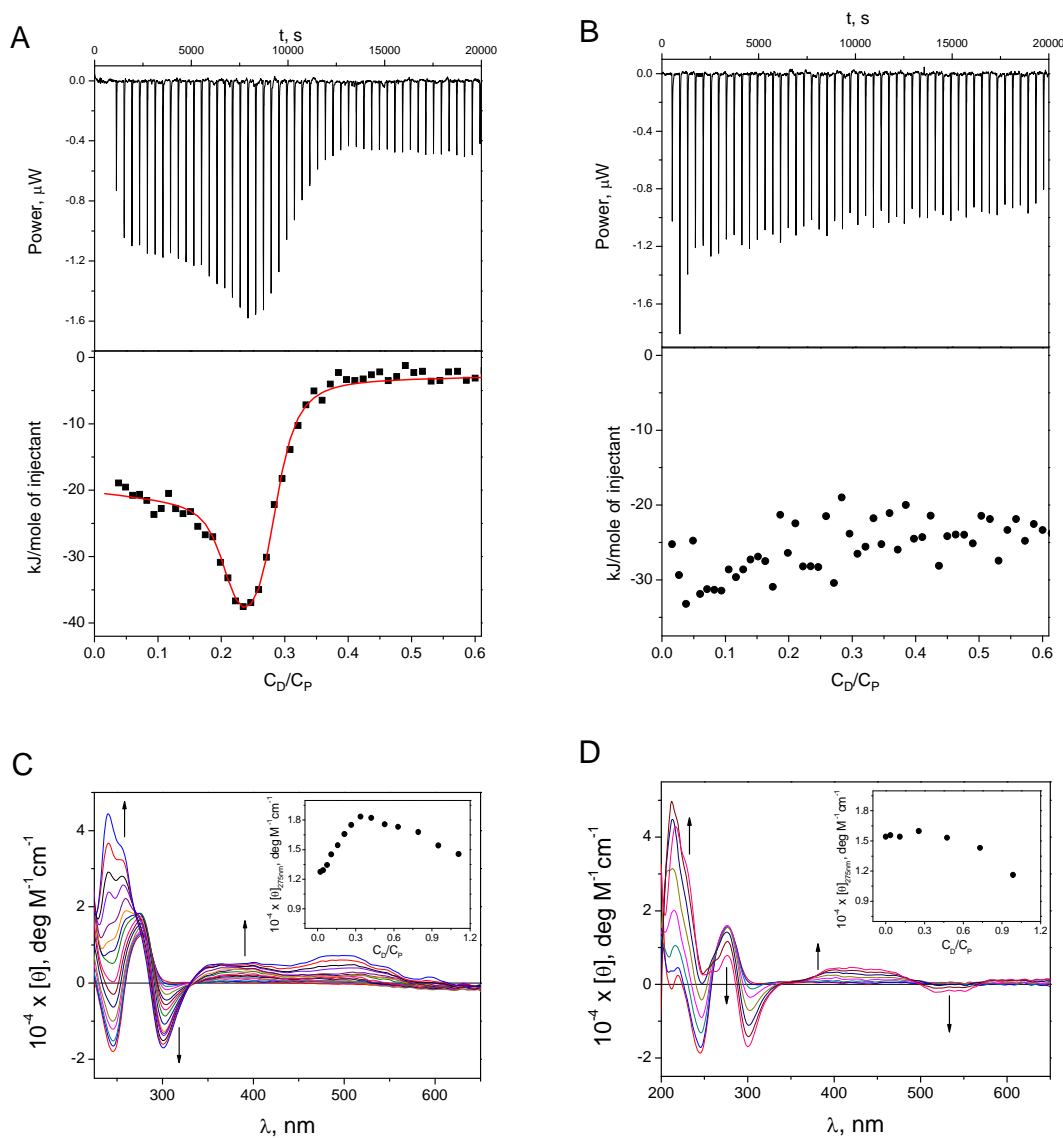 A
t, s
0 5000 10000 15000 20000
0.0
-0.4
-0.8
-1.2
-1.6
Power, μW
0
-10
-20
-30
-40
kJ/mole of injectant
0.0 0.1 0.2 0.3 0.4 0.5 0.6
C_D/C_P
B
t, s
0 5000 10000 15000 20000
0.0
-0.4
-0.8
-1.2
-1.6
Power, μW
0
-10
-20
-30
kJ/mole of injectant
0.0 0.1 0.2 0.3 0.4 0.5 0.6
C_D/C_P
C
4
2
0
-2
10⁻⁴ x [θ], deg M⁻¹cm⁻¹
300 400 500 600
λ, nm
1.8
1.5
1.2
0.9
10⁻⁴ x [θ]₂₇₅nm, deg M⁻¹cm⁻¹
0.0 0.3 0.6 0.9 1.2
C_D/C_P
D
4
2
0
-2
10⁻⁴ x [θ], deg M⁻¹cm⁻¹
200 300 400 500 600
λ, nm
1.8
1.5
1.2
0.9
10⁻⁴ x [θ]₂₇₅nm, deg M⁻¹cm⁻¹
0.0 0.3 0.6 0.9 1.2
C_D/C_P